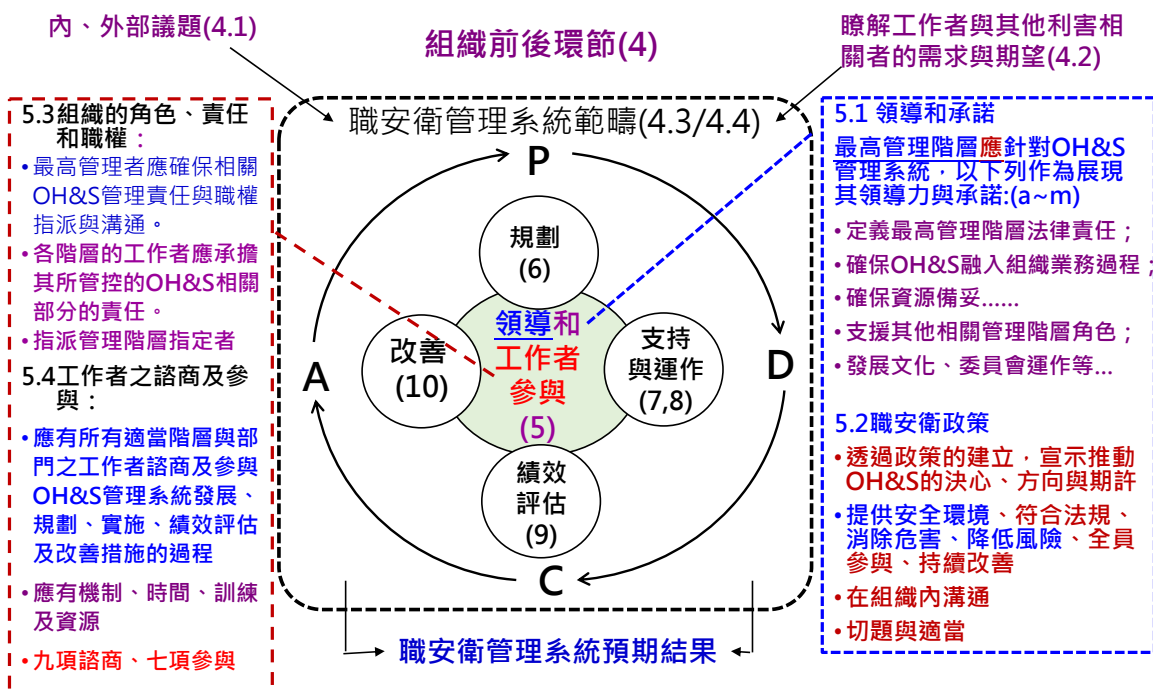 內、外部議題(4.1)
組織前後環節(4)
瞭解工作者與其他利害相
關者的需求與期望(4.2)
5.3組織的角色、責任
和職權：
•最高管理者應確保相關
OH&S管理責任與職權
指派與溝通。
•各階層的工作者應承擔
其所管控的OH&S相關
部分的責任。
•指派管理階層指定者
5.4工作者之諮商及參
與：
•應有所有適當階層與部
門之工作者諮商及參與
OH&S管理系統發展、
規劃、實施、績效評估
及改善措施的過程
•應有機制、時間、訓練
及資源
•九項諮商、七項參與
職安衛管理系統範疇(4.3/4.4)
P
規劃
(6)
領導和
工作者
參與
(5)
改善
(10)
A
支持
與運作
(7,8)
D
績效
評估
(9)
C
職安衛管理系統預期結果
5.1 領導和承諾
最高管理階層應針對OH&S
管理系統，以下列作為展現
其領導力與承諾:(a~m)
•定義最高管理階層法律責任；
•確保OH&S融入組織業務過程；
•確保資源備妥......
•支援其他相關管理階層角色；
•發展文化、委員會運作等...
5.2職安衛政策
•透過政策的建立，宣示推動
OH&S的決心、方向與期許
•提供安全環境、符合法規、
消除危害、降低風險、全員
參與、持續改善
•在組織內溝通
•切題與適當